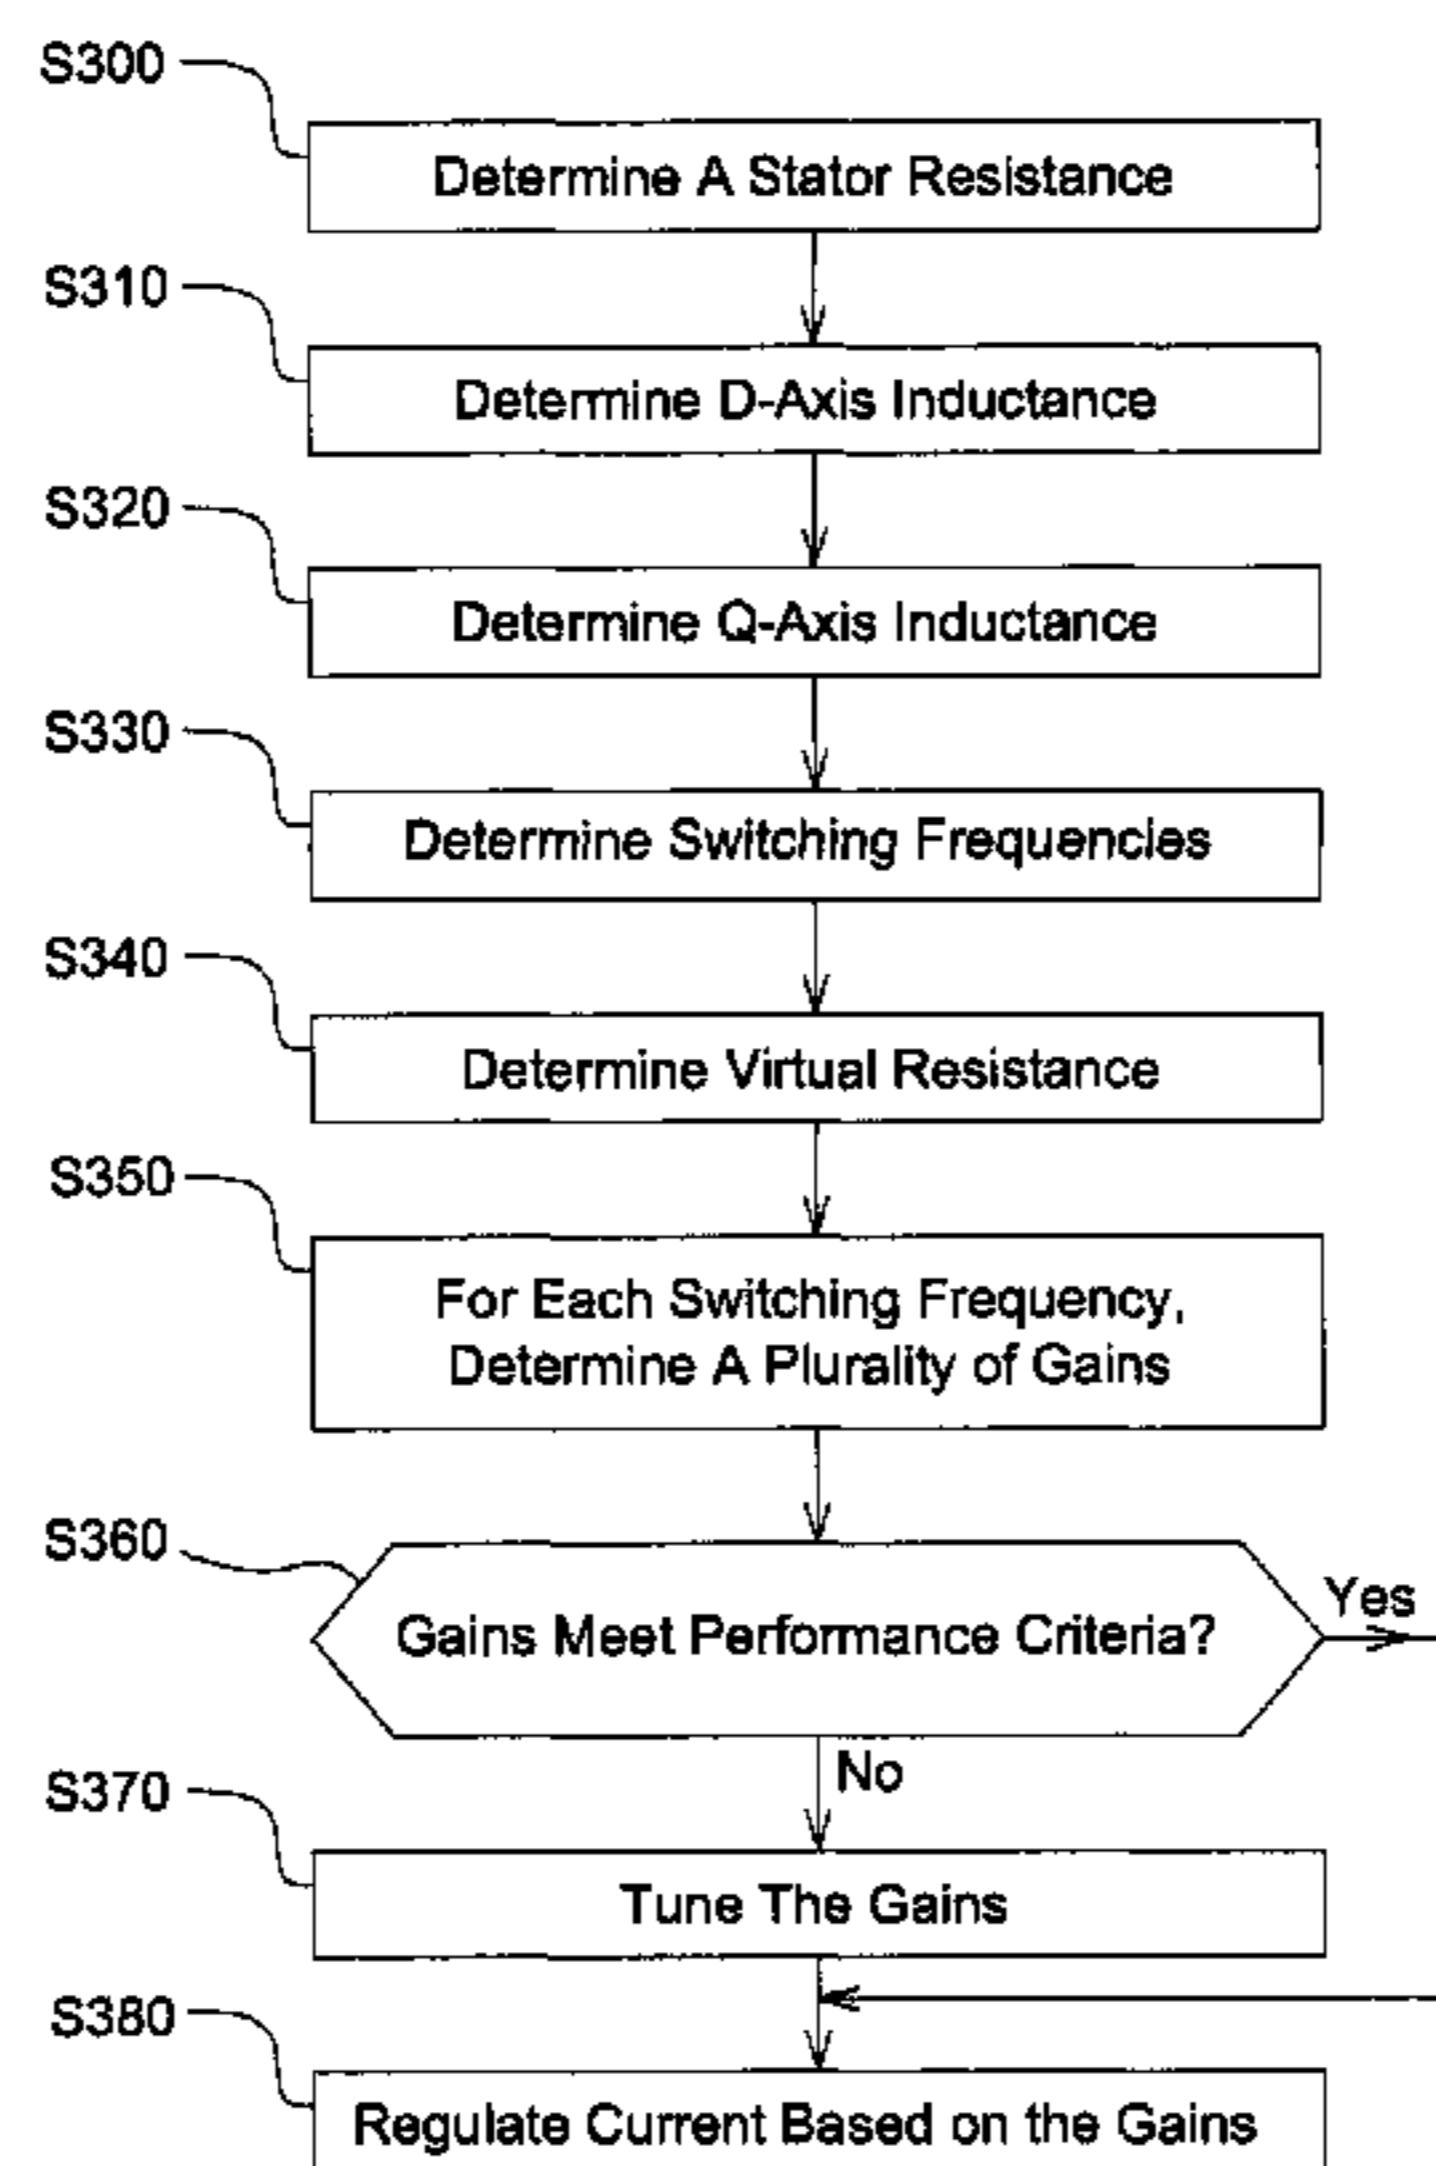 S300
Determine A Stator Resistance
S310
Determine D-Axis Inductance
S320
Determine Q-Axis Inductance
S330
Determine Switching Frequencies
S340
Determine Virtual Resistance
S350
For Each Switching Frequency,
Determine A Plurality of Gains
S360
Gains Meet Performance Criteria?
Yes
No
S370
Tune The Gains
S380
Regulate Current Based on the Gains